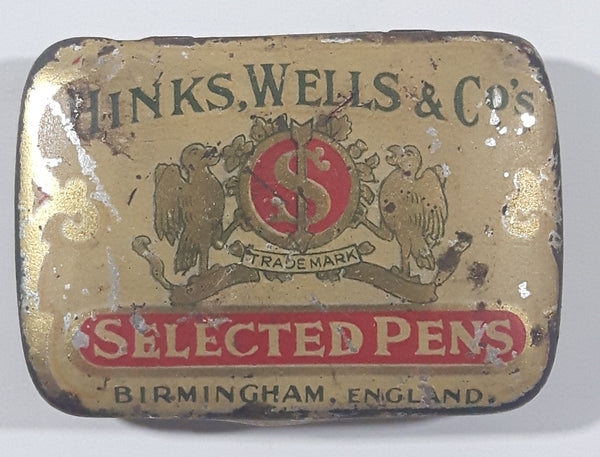 HINKS, WELLS & Co's
S
TRADE MARK
SELECTED PENS
BIRMINGHAM, ENGLAND.